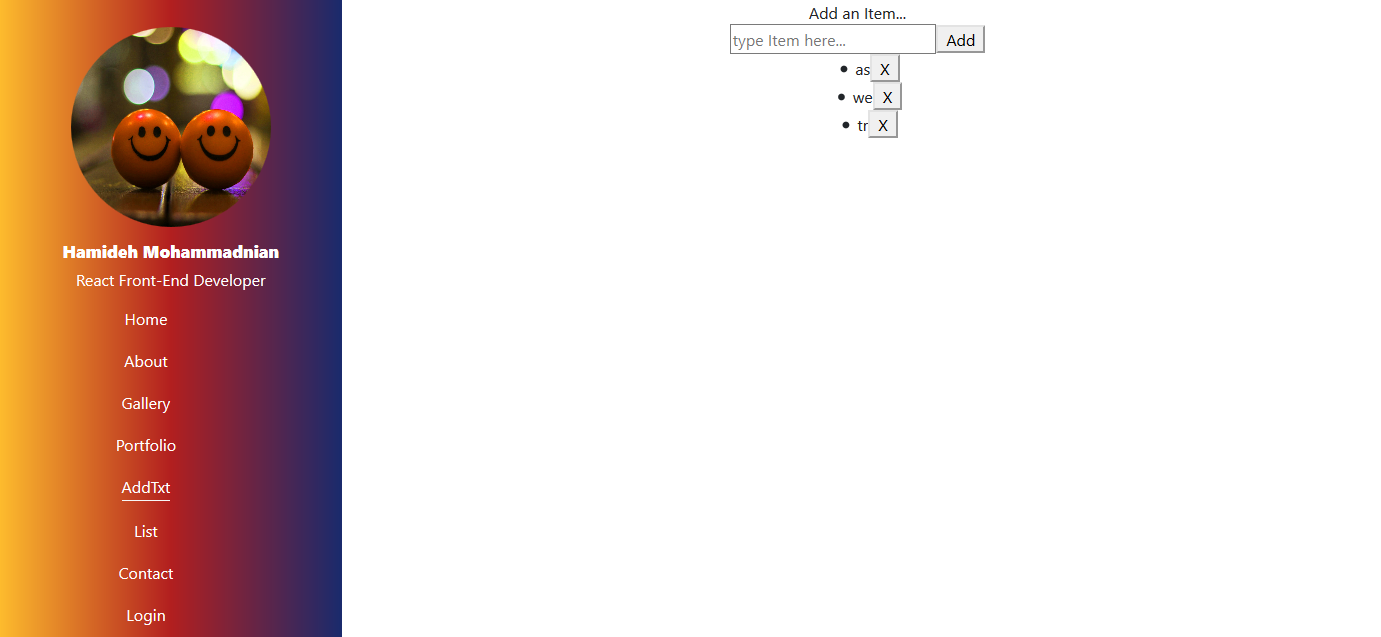 Hamideh Mohammadnian
React Front-End Developer
Home
About
Gallery
Portfolio
AddTxt
List
Contact
Login
Add an Item...
type Item here... Add
as X
we X
tr X